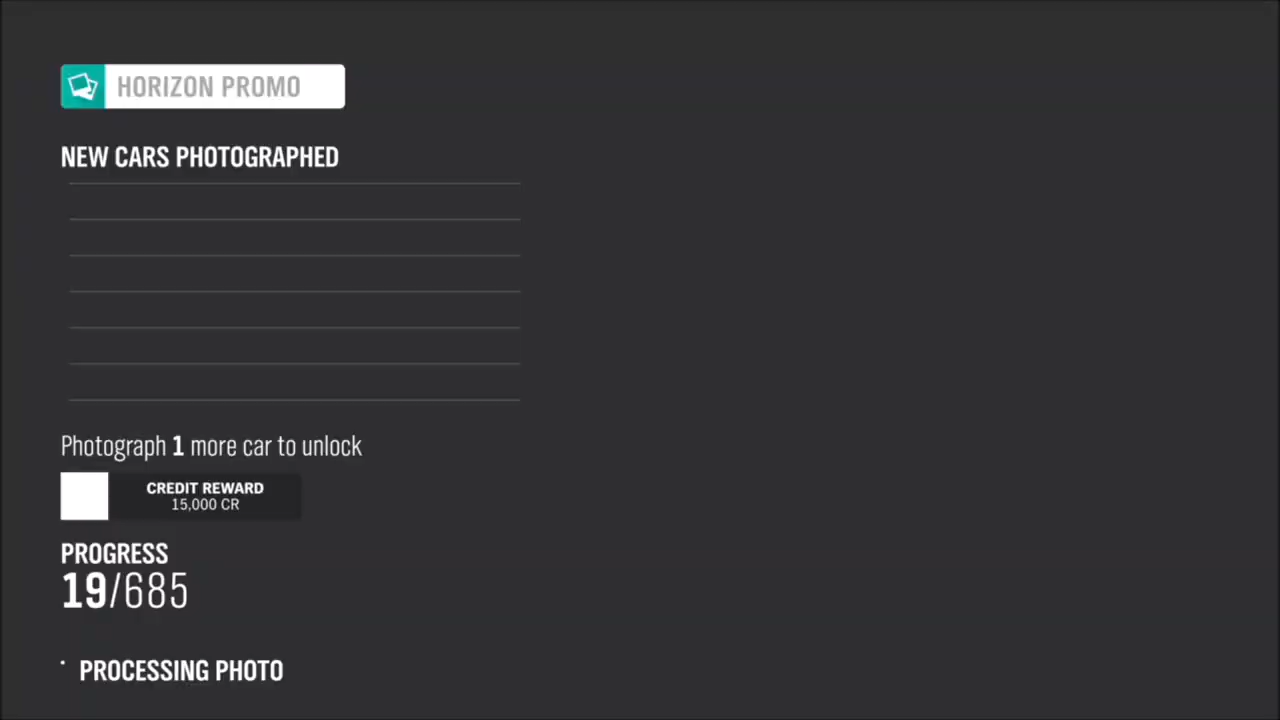 HORIZON PROMO
NEW CARS PHOTOGRAPHED
Photograph 1 more car to unlock
CREDIT REWARD
15,000 CR
PROGRESS
19/685
PROCESSING PHOTO